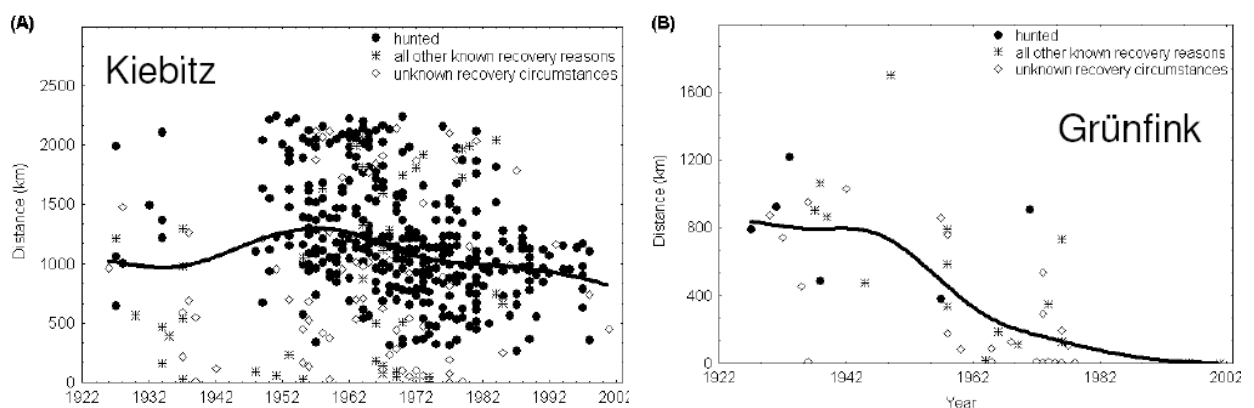 (A)
hunted
all other known recovery reasons
unknown recovery circumstances
Kiebitz
2500
2000
1500
1000
500
0
Distance (km)
1922 1932 1942 1952 1962 1972 1982 1992 2002
(B)
hunted
all other known recovery reasons
unknown recovery circumstances
Grünfink
1600
1200
800
400
0
Distance (km)
1922 1942 1962 1982 2002
Year